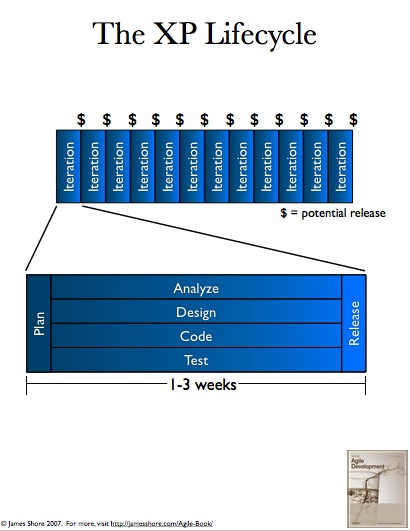 The XP Lifecycle
$ $ $ $ $ $ $ $ $ $ $ $
Iteration
Iteration
Iteration
Iteration
Iteration
Iteration
Iteration
Iteration
Iteration
Iteration
Iteration
Iteration
$ = potential release
Plan
Analyze
Design
Code
Test
Release
1-3 weeks
Agile
Development
© James Shore 2007. For more, visit http://jamesshore.com/Agile-Book/